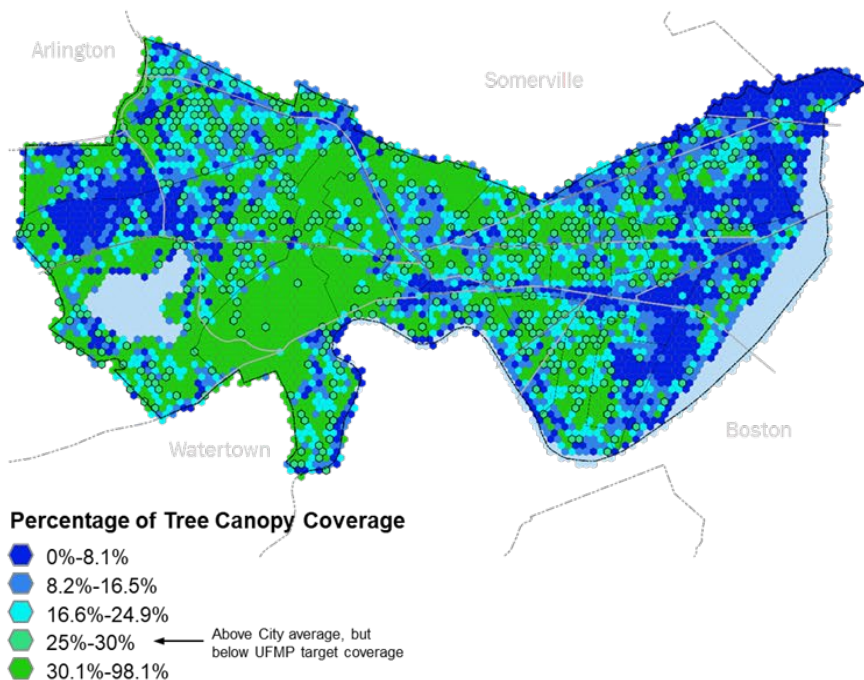 Arlington
Somerville
Watertown
Boston
Percentage of Tree Canopy Coverage
0%-8.1%
8.2%-16.5%
16.6%-24.9%
25%-30%
Above City average, but
below UFMP target coverage
30.1%-98.1%